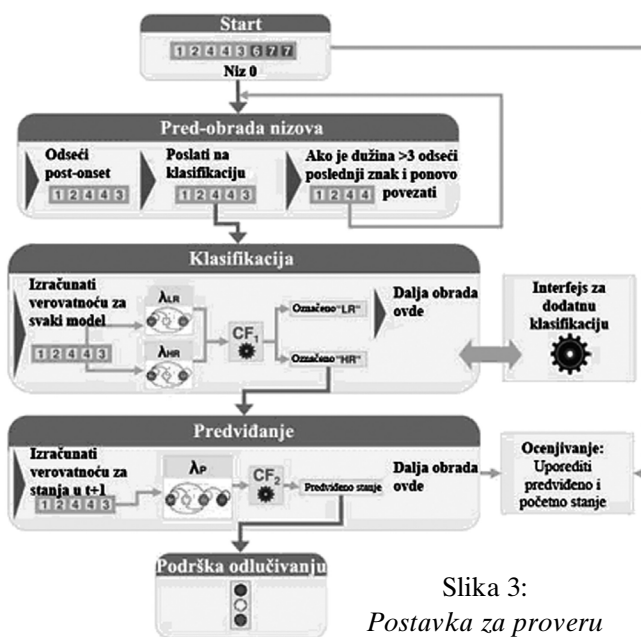 Start
1 2 4 4 3 6 7 7
Niz 0
Pred-obrada nizova
Odseći
post-onset
1 2 4 4 3
Poslati na
klasifikaciju
1 2 4 4 3
Ako je dužina >3 odseći
poslednji znak i ponovo
povezati
1 2 4 4
Klasifikacija
Izračunati
verovatnoću za
svaki model
1 2 4 4 3
λLR
λHR
CF1
Označeno"LR"
Označeno "HR"
Dalja obrada
ovde
Interfejs za
dodatnu
klasifikaciju
Predviđanje
Izračunati
verovatnoću za
stanja u t+1
1 2 4 4 3
λP
CF2
Predviđeno stanje
Dalja obrada
ovde
Ocenjivanje:
Uporediti
predviđeno i
početno stanje
Podrška odlučivanju
Slika 3:
Postavka za proveru